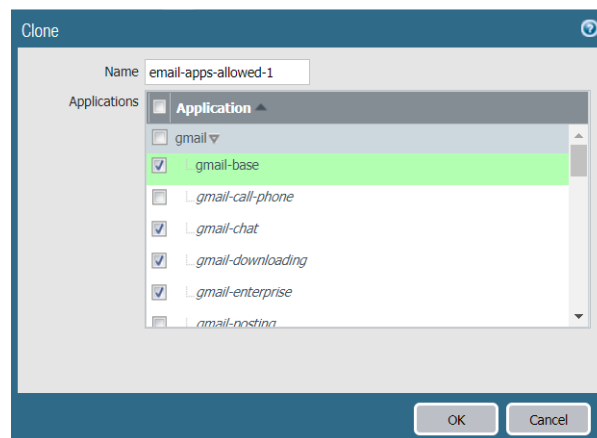 Clone
Name email-apps-allowed-1
Applications Application
gmail
gmail-base
gmail-call-phone
gmail-chat
gmail-downloading
gmail-enterprise
gmail-posting
OK Cancel